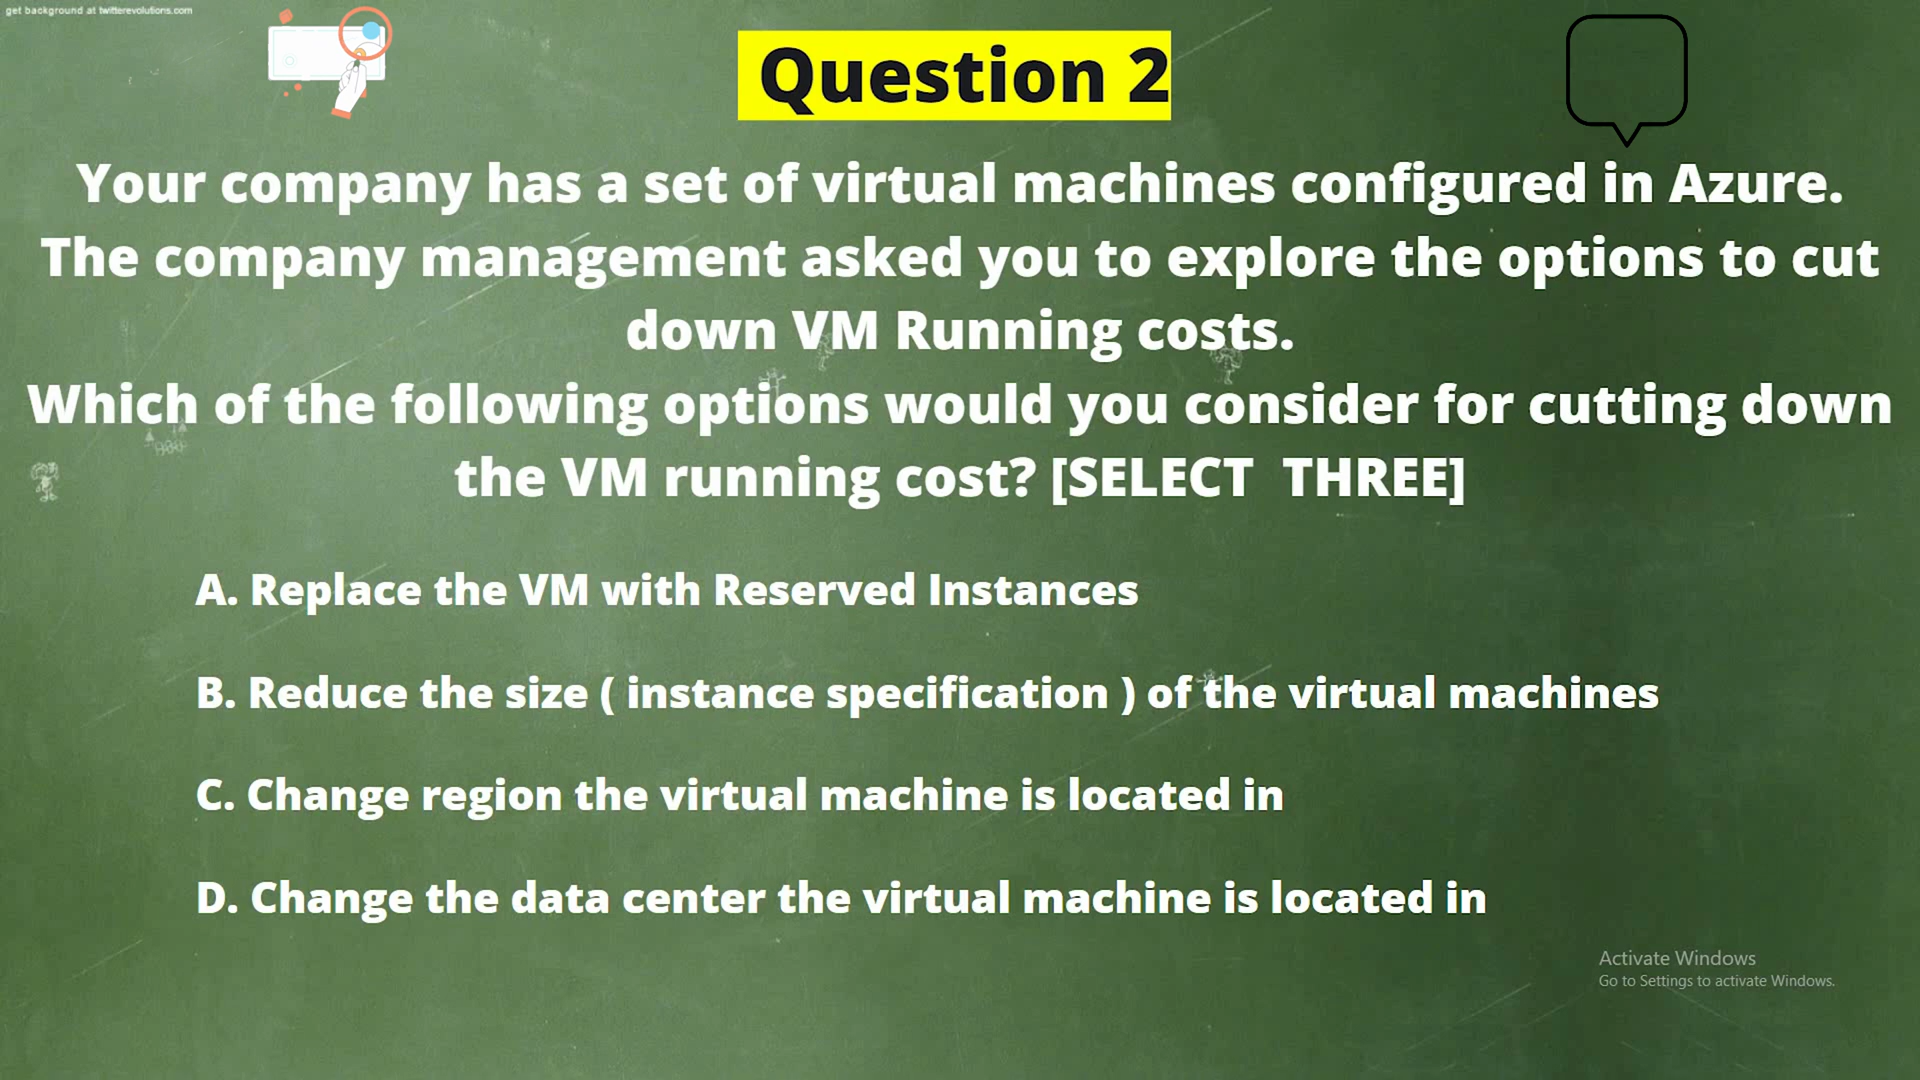 get background at twitterevolutions.com
Question 2
Your company has a set of virtual machines configured in Azure.
The company management asked you to explore the options to cut
down VM Running costs.
Which of the following options would you consider for cutting down
the VM running cost? [SELECT THREE]
A. Replace the VM with Reserved Instances
B. Reduce the size ( instance specification ) of the virtual machines
C. Change region the virtual machine is located in
D. Change the data center the virtual machine is located in
Activate Windows
Go to Settings to activate Windows.